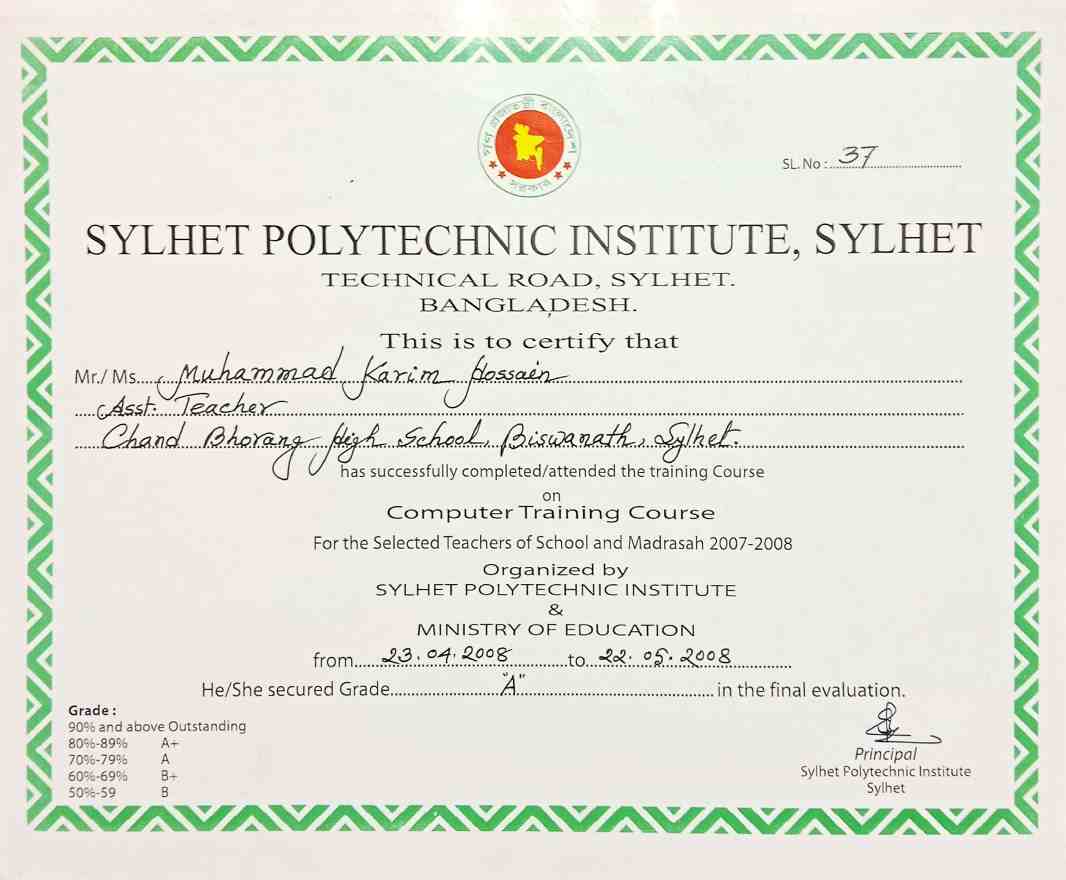 গণপ্রজাতন্ত্রী বাংলাদেশ
সরকার
SL. No : 37
SYLHET POLYTECHNIC INSTITUTE, SYLHET
TECHNICAL ROAD, SYLHET.
BANGLADESH.
This is to certify that
Mr./ Ms. Muhammad Karim Hossain
Asst. Teacher
Chand Bhorang High School, Biswanath, Sylhet.
has successfully completed/attended the training Course
on
Computer Training Course
For the Selected Teachers of School and Madrasah 2007-2008
Organized by
SYLHET POLYTECHNIC INSTITUTE
&
MINISTRY OF EDUCATION
from 23.04.2008 to 22.05.2008
He/She secured Grade "A" in the final evaluation.
Grade :
90% and above Outstanding
80%-89% A+
70%-79% A
60%-69% B+
50%-59 B
Principal
Sylhet Polytechnic Institute
Sylhet